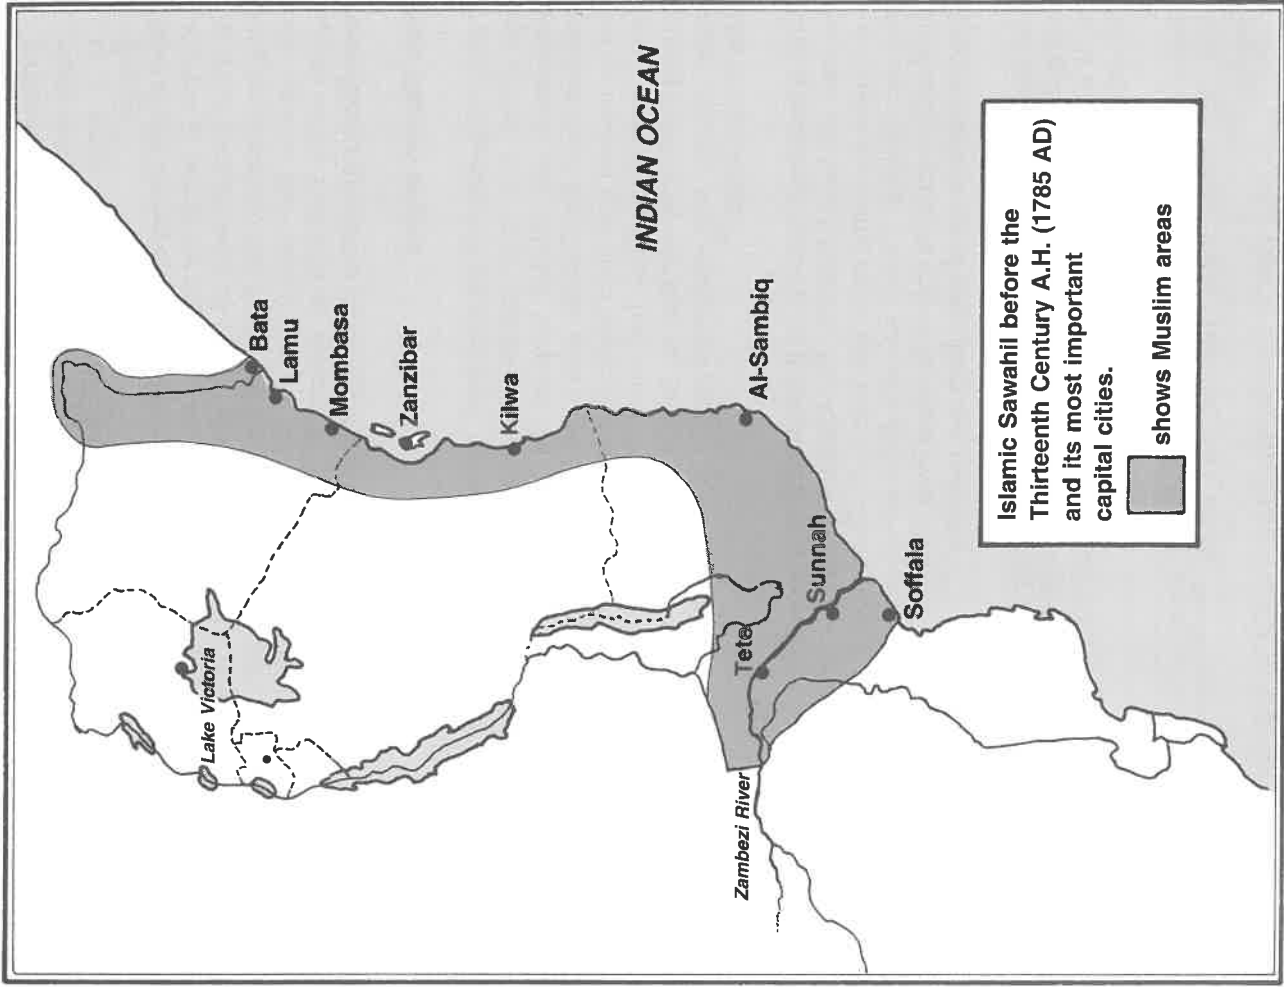 INDIAN OCEAN
Bata
Lamu
Mombasa
Zanzibar
Kilwa
Al-Sambiq
Sunnah
Soffala
Tete
Lake Victoria
Zambezi River
Islamic Sawahil before the
Thirteenth Century A.H. (1785 AD)
and its most important
capital cities.
shows Muslim areas